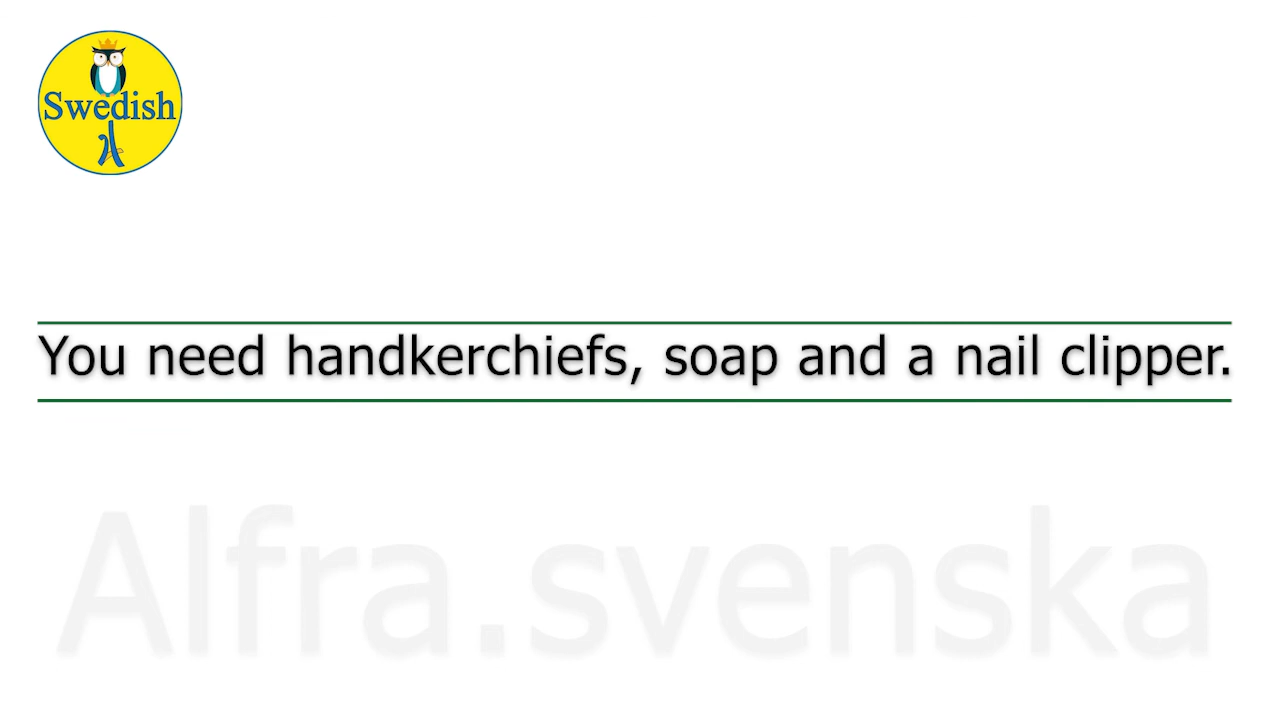 Swedish
You need handkerchiefs, soap and a nail clipper.
Alfra.svenska